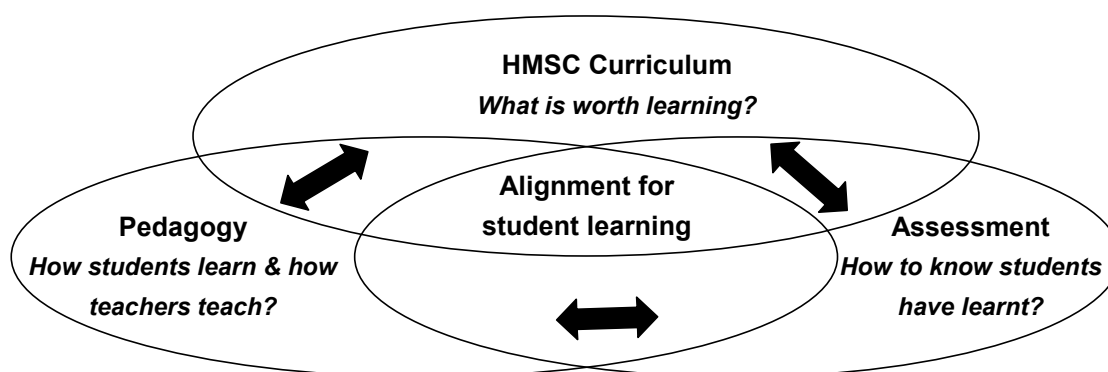 HMSC Curriculum
What is worth learning?
Alignment for
student learning
Pedagogy
How students learn & how
teachers teach?
Assessment
How to know students
have learnt?